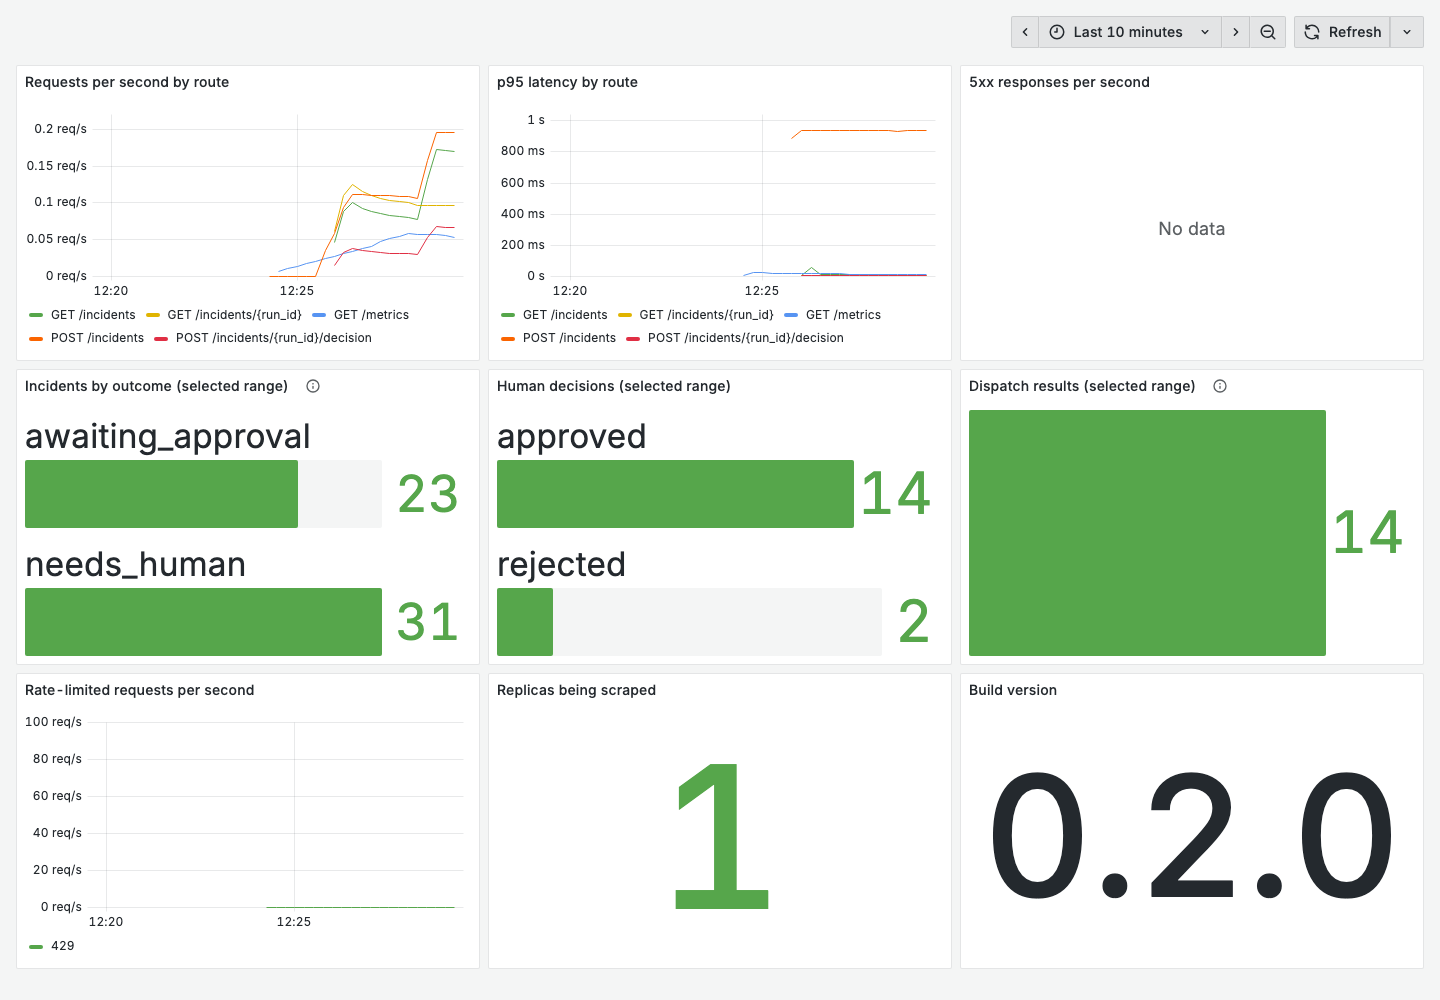 Last 10 minutes
Refresh
Requests per second by route
0.2 req/s
0.15 req/s
0.1 req/s
0.05 req/s
0 req/s
12:20 12:25
GET /incidents GET /incidents/{run_id} GET /metrics
POST /incidents POST /incidents/{run_id}/decision
p95 latency by route
1 s
800 ms
600 ms
400 ms
200 ms
0 s
12:20 12:25
GET /incidents GET /incidents/{run_id} GET /metrics
POST /incidents POST /incidents/{run_id}/decision
5xx responses per second
No data
Incidents by outcome (selected range)
awaiting_approval
23
needs_human
31
Human decisions (selected range)
approved
14
rejected
2
Dispatch results (selected range)
14
Rate-limited requests per second
100 req/s
80 req/s
60 req/s
40 req/s
20 req/s
0 req/s
12:20 12:25
429
Replicas being scraped
1
Build version
0.2.0